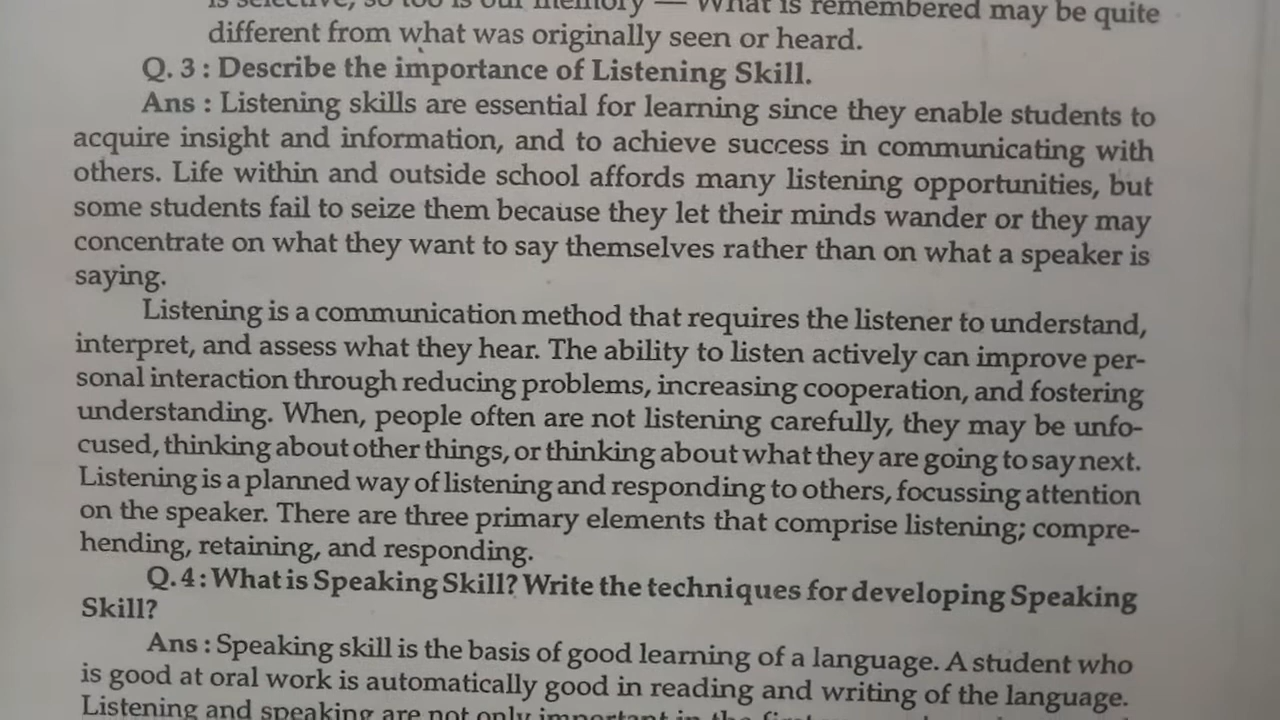 is selective, so too is our memory — What is remembered may be quite
different from what was originally seen or heard.
Q. 3 : Describe the importance of Listening Skill.
Ans : Listening skills are essential for learning since they enable students to
acquire insight and information, and to achieve success in communicating with
others. Life within and outside school affords many listening opportunities, but
some students fail to seize them because they let their minds wander or they may
concentrate on what they want to say themselves rather than on what a speaker is
saying.
Listening is a communication method that requires the listener to understand,
interpret, and assess what they hear. The ability to listen actively can improve per-
sonal interaction through reducing problems, increasing cooperation, and fostering
understanding. When, people often are not listening carefully, they may be unfo-
cused, thinking about other things, or thinking about what they are going to say next.
Listening is a planned way of listening and responding to others, focussing attention
on the speaker. There are three primary elements that comprise listening; compre-
hending, retaining, and responding.
Q. 4 : What is Speaking Skill? Write the techniques for developing Speaking
Skill?
Ans : Speaking skill is the basis of good learning of a language. A student who
is good at oral work is automatically good in reading and writing of the language.
Listening and speaking are not only important in the first